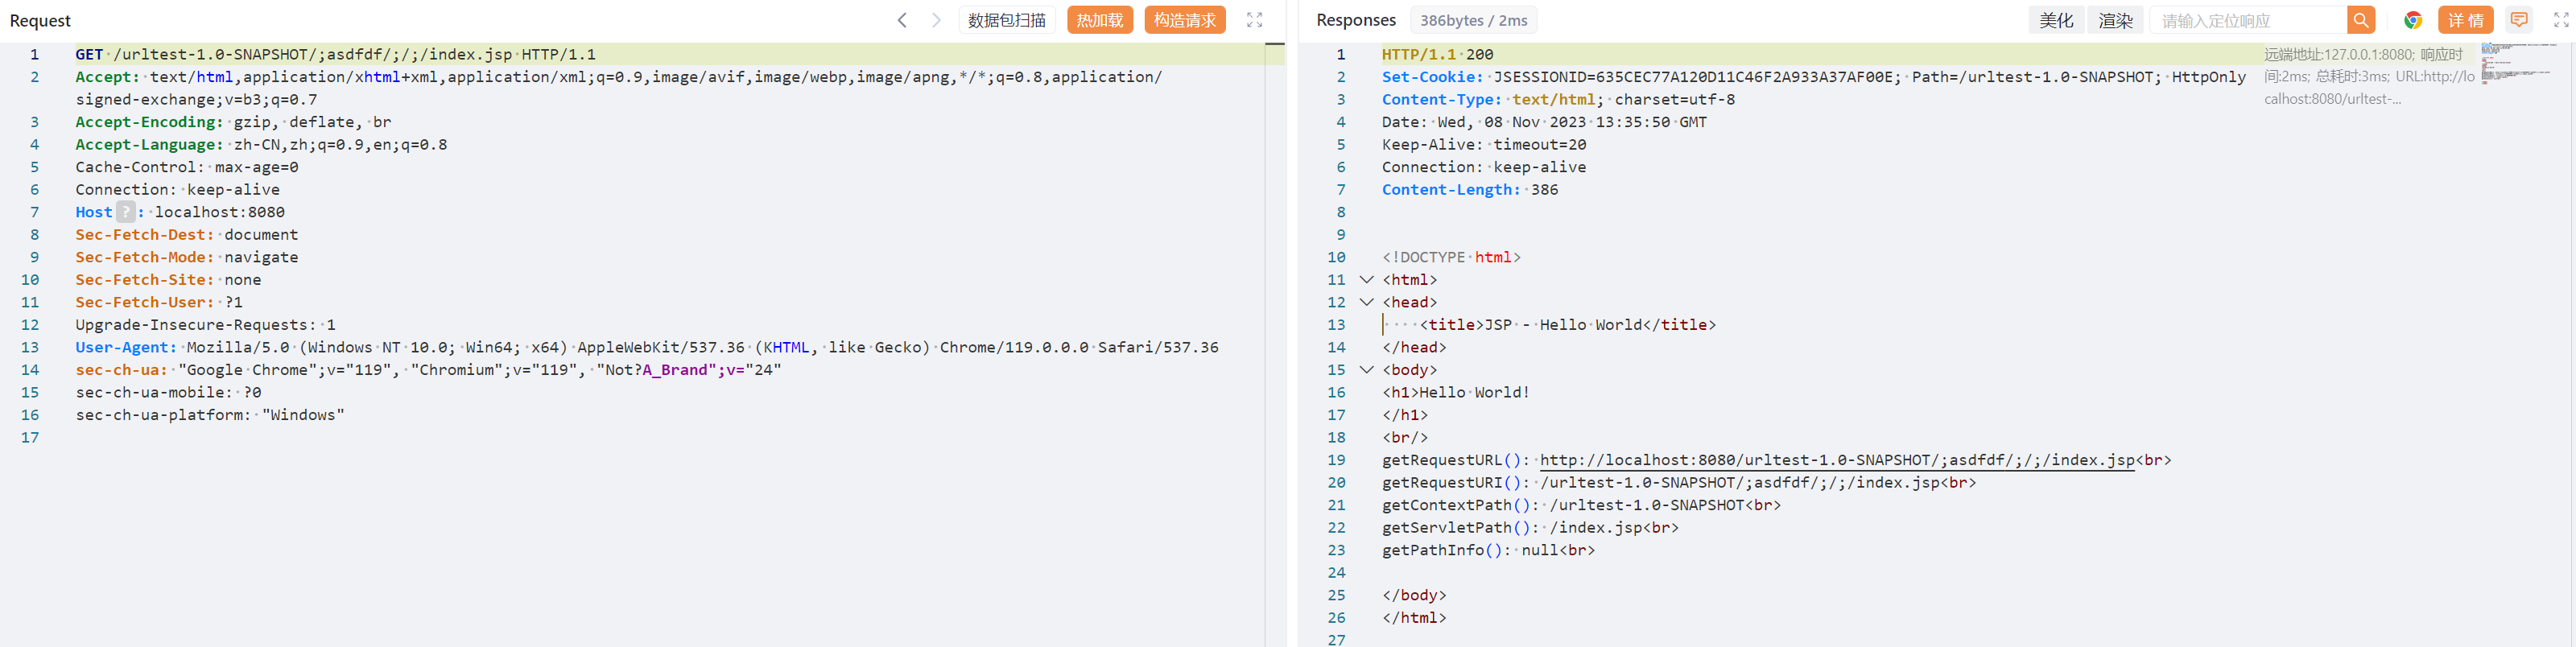 Request
数据包扫描
热加载
构造请求
1 GET /urltest-1.0-SNAPSHOT/;asdfdf/;/;/index.jsp HTTP/1.1
2 Accept: text/html,application/xhtml+xml,application/xml;q=0.9,image/avif,image/webp,image/apng,*/*;q=0.8,application/
signed-exchange;v=b3;q=0.7
3 Accept-Encoding: gzip, deflate, br
4 Accept-Language: zh-CN,zh;q=0.9,en;q=0.8
5 Cache-Control: max-age=0
6 Connection: keep-alive
7 Host ? : localhost:8080
8 Sec-Fetch-Dest: document
9 Sec-Fetch-Mode: navigate
10 Sec-Fetch-Site: none
11 Sec-Fetch-User: ?1
12 Upgrade-Insecure-Requests: 1
13 User-Agent: Mozilla/5.0 (Windows NT 10.0; Win64; x64) AppleWebKit/537.36 (KHTML, like Gecko) Chrome/119.0.0.0 Safari/537.36
14 sec-ch-ua: "Google Chrome";v="119", "Chromium";v="119", "Not?A_Brand";v="24"
15 sec-ch-ua-mobile: ?0
16 sec-ch-ua-platform: "Windows"
17
Responses
386bytes / 2ms
美化
渲染
请输入定位响应
详 情
1 HTTP/1.1 200
2 Set-Cookie: JSESSIONID=635CEC77A120D11C46F2A933A37AF00E; Path=/urltest-1.0-SNAPSHOT; HttpOnly
3 Content-Type: text/html; charset=utf-8
4 Date: Wed, 08 Nov 2023 13:35:50 GMT
5 Keep-Alive: timeout=20
6 Connection: keep-alive
7 Content-Length: 386
8
9
10 <!DOCTYPE html>
11 <html>
12 <head>
13 <title>JSP - Hello World</title>
14 </head>
15 <body>
16 <h1>Hello World!
17 </h1>
18 <br/>
19 getRequestURL(): http://localhost:8080/urltest-1.0-SNAPSHOT/;asdfdf/;/;/index.jsp<br>
20 getRequestURI(): /urltest-1.0-SNAPSHOT/;asdfdf/;/;/index.jsp<br>
21 getContextPath(): /urltest-1.0-SNAPSHOT<br>
22 getServletPath(): /index.jsp<br>
23 getPathInfo(): null<br>
24
25 </body>
26 </html>
27
远端地址:127.0.0.1:8080; 响应时
间:2ms; 总耗时:3ms; URL:http://lo
calhost:8080/urltest-...